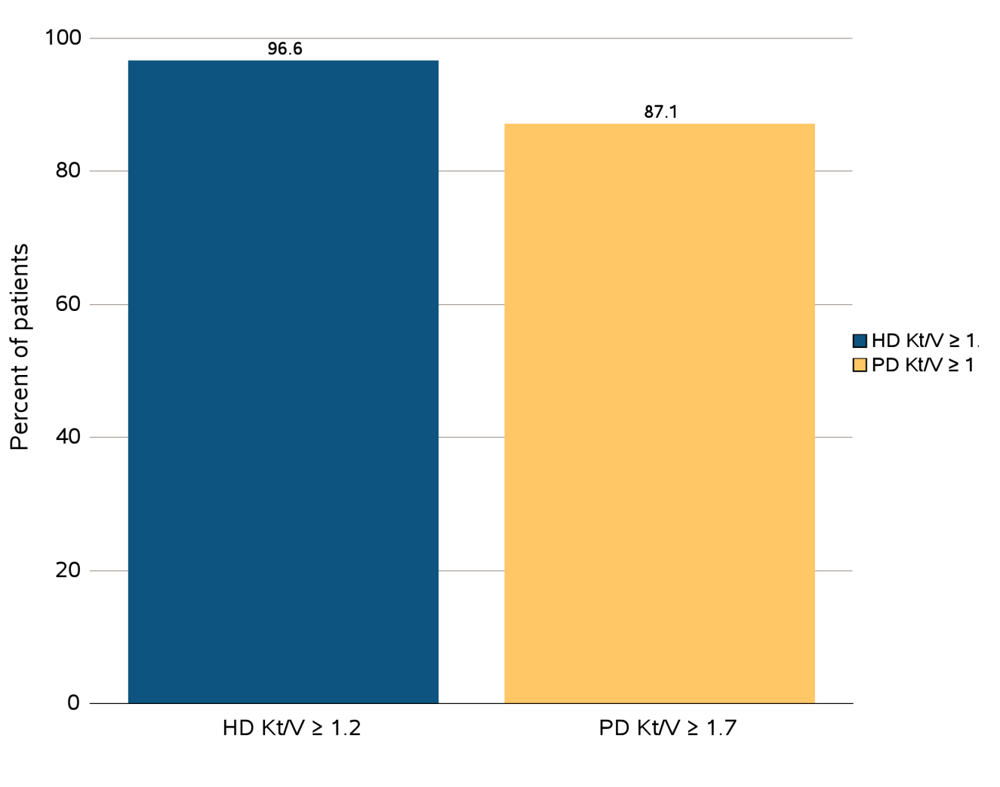 100
96.6
87.1
80
60
40
20
0
Percent of patients
HD Kt/V ≥ 1.2
PD Kt/V ≥ 1.7
HD Kt/V ≥ 1.
PD Kt/V ≥ 1